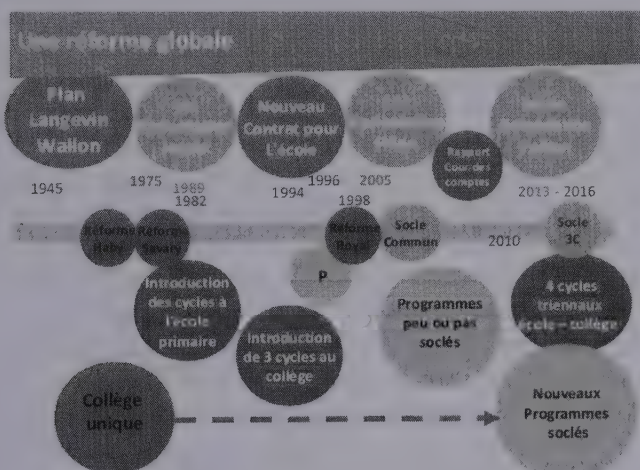 Une réforme globale
Plan
Langevin
Wallon
Nouveau
Contrat pour
L'école
Rapport
Cour des
comptes
1945
1975
1989
1982
1994
1996
1998
2005
2013 - 2016
Réforme
Haby
Réforme
Savary
Réforme
Royal
Socle
Commun
2010
Socle
3C
P
Introduction
des cycles à
l'école
primaire
Introduction
de 3 cycles au
collège
Programmes
peu ou pas
soclés
4 cycles
triennaux
école – collège
Collège
unique
Nouveaux
Programmes
soclés